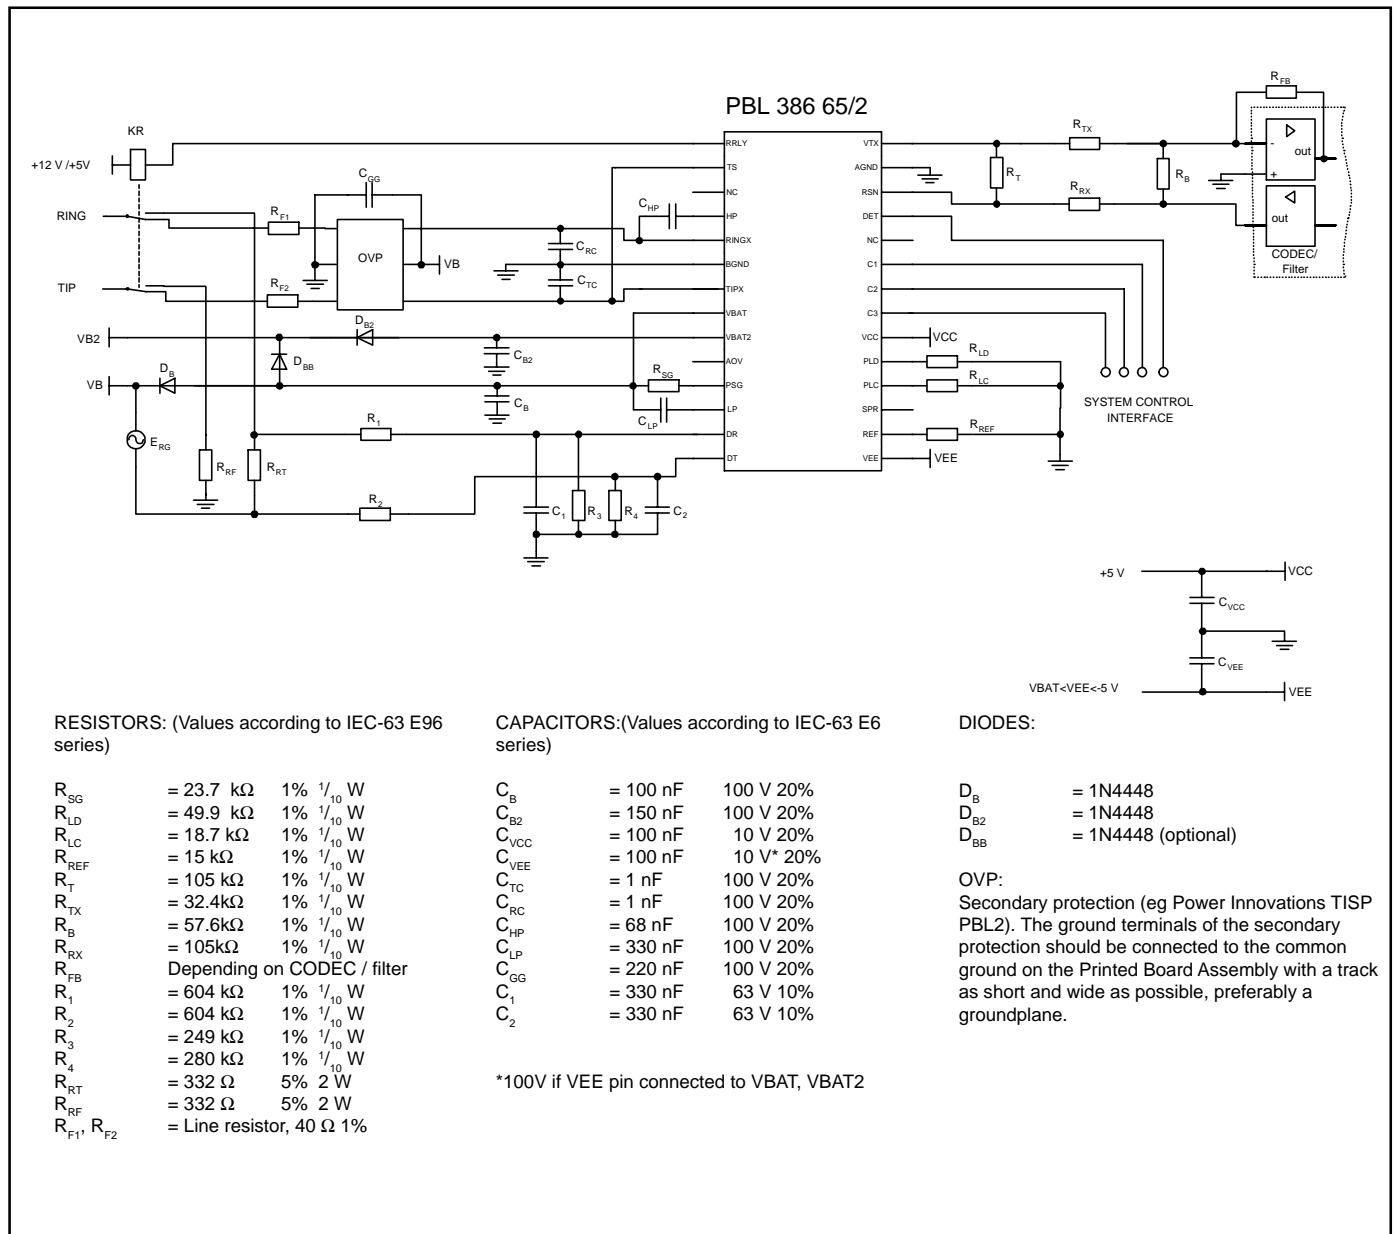 PBL 386 65/2
KR
+12 V /+5V
RING
TIP
VB2
VB
E_RG
R_F1
R_F2
C_GG
OVP
VB
C_HP
C_RC
C_TC
D_B2
D_BB
D_B
C_B2
C_B
R_SG
C_LP
R_1
R_2
R_RF
R_RT
C_1
R_3
R_4
C_2
RRLY
TS
NC
HP
RINGX
BGND
TIPX
VBAT
VBAT2
AOV
PSG
LP
DR
DT
VTX
AGND
RSN
DET
NC
C1
C2
C3
VCC
PLD
PLC
SPR
REF
VEE
R_T
R_TX
R_RX
R_B
R_FB
-
+
out
out
CODEC/
Filter
VCC
R_LD
R_LC
R_REF
VEE
SYSTEM CONTROL
INTERFACE
+5 V
VCC
C_VCC
C_VEE
VBAT<VEE<-5 V
VEE
RESISTORS: (Values according to IEC-63 E96
series)
R_SG = 23.7 kΩ 1% 1/10 W
R_LD = 49.9 kΩ 1% 1/10 W
R_LC = 18.7 kΩ 1% 1/10 W
R_REF = 15 kΩ 1% 1/10 W
R_T = 105 kΩ 1% 1/10 W
R_TX = 32.4kΩ 1% 1/10 W
R_B = 57.6kΩ 1% 1/10 W
R_RX = 105kΩ 1% 1/10 W
R_FB Depending on CODEC / filter
R_1 = 604 kΩ 1% 1/10 W
R_2 = 604 kΩ 1% 1/10 W
R_3 = 249 kΩ 1% 1/10 W
R_4 = 280 kΩ 1% 1/10 W
R_RT = 332 Ω 5% 2 W
R_RF = 332 Ω 5% 2 W
R_F1, R_F2 = Line resistor, 40 Ω 1%
CAPACITORS:(Values according to IEC-63 E6
series)
C_B = 100 nF 100 V 20%
C_B2 = 150 nF 100 V 20%
C_VCC = 100 nF 10 V 20%
C_VEE = 100 nF 10 V* 20%
C_TC = 1 nF 100 V 20%
C_RC = 1 nF 100 V 20%
C_HP = 68 nF 100 V 20%
C_LP = 330 nF 100 V 20%
C_GG = 220 nF 100 V 20%
C_1 = 330 nF 63 V 10%
C_2 = 330 nF 63 V 10%
*100V if VEE pin connected to VBAT, VBAT2
DIODES:
D_B = 1N4448
D_B2 = 1N4448
D_BB = 1N4448 (optional)
OVP:
Secondary protection (eg Power Innovations TISP
PBL2). The ground terminals of the secondary
protection should be connected to the common
ground on the Printed Board Assembly with a track
as short and wide as possible, preferably a
groundplane.